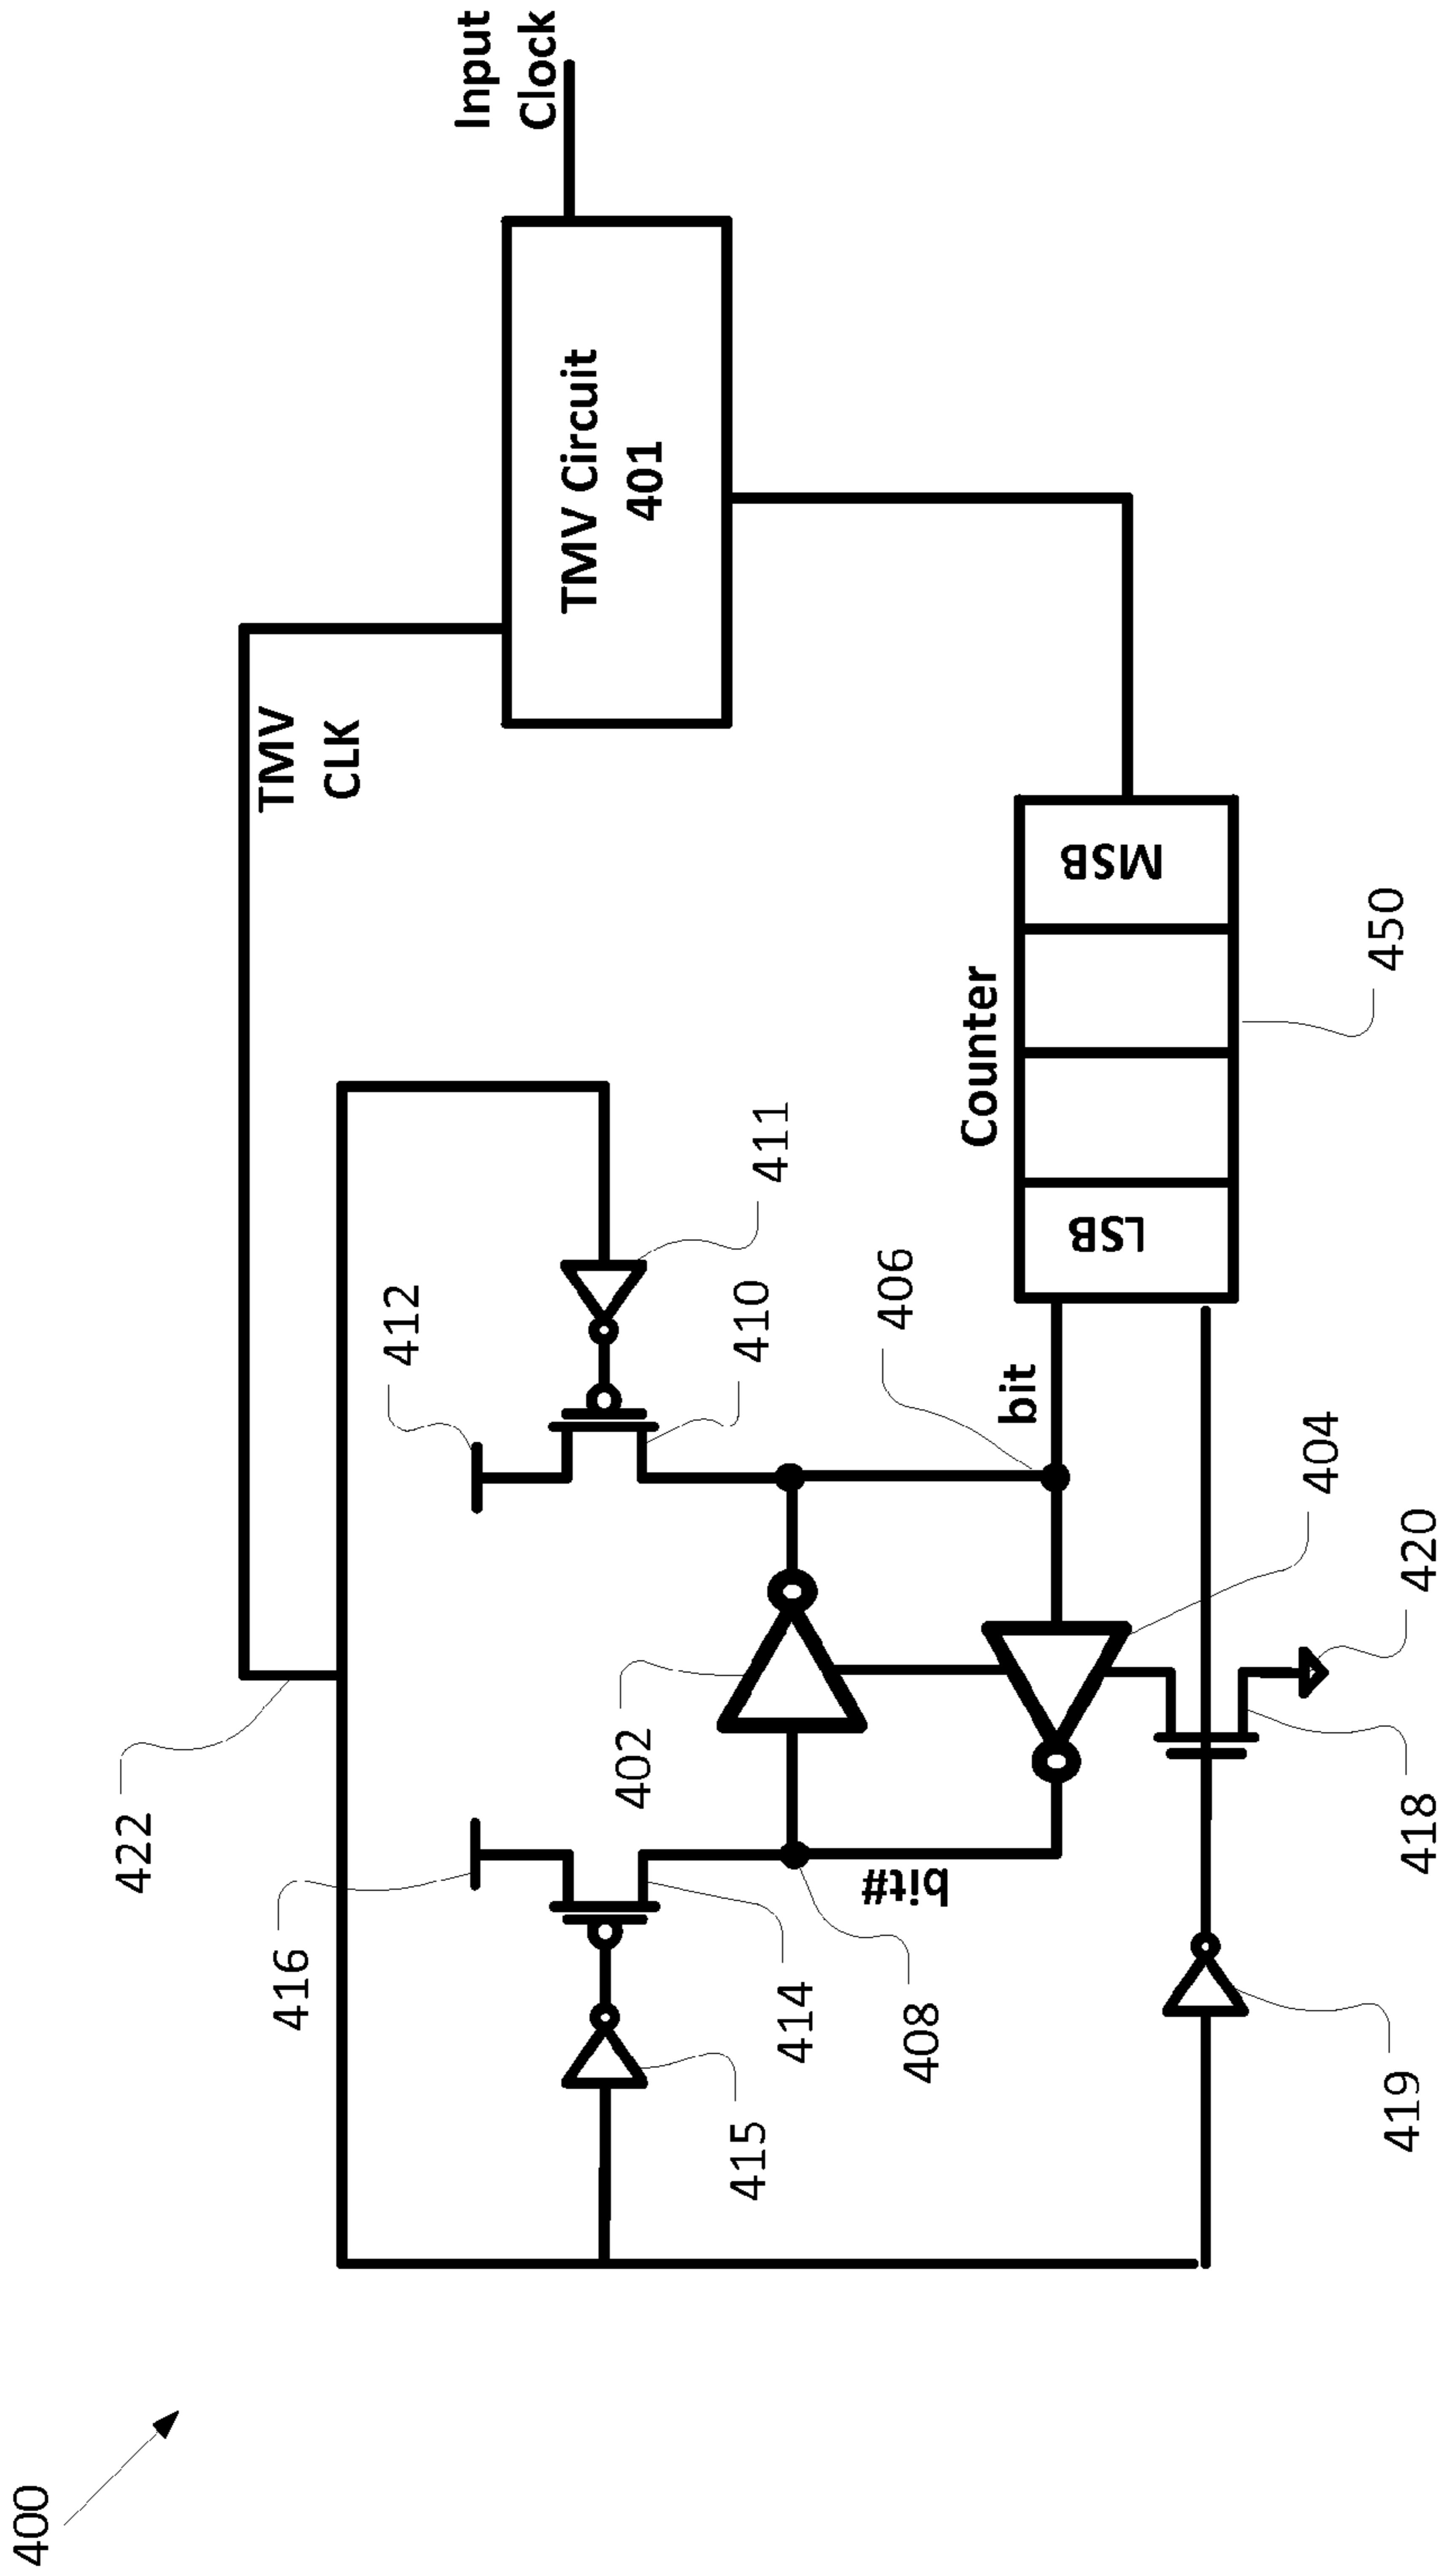 400
422
TMV
CLK
Input
Clock
TMV Circuit
401
416
412
415
414
411
410
402
408
bit#
406
bit
Counter
LSB
MSB
450
404
419
418
420